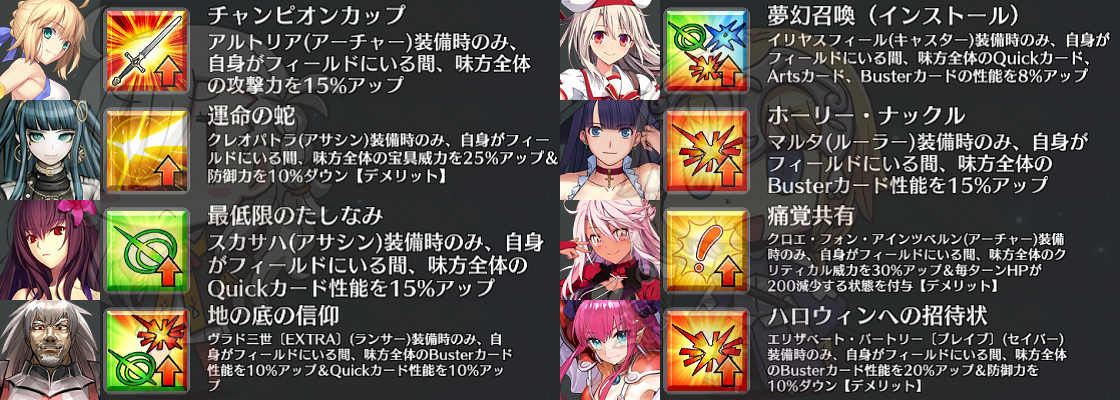 チャンピオンカップ
アルトリア(アーチャー)装備時のみ、
自身がフィールドにいる間、味方全体
の攻撃力を15%アップ
運命の蛇
クレオパトラ(アサシン)装備時のみ、自身がフィー
ルドにいる間、味方全体の宝具威力を25%アップ&
防御力を10%ダウン【デメリット】
最低限のたしなみ
スカサハ(アサシン)装備時のみ、自身
がフィールドにいる間、味方全体の
Quickカード性能を15%アップ
地の底の信仰
ヴラド三世〔EXTRA〕(ランサー)装備時のみ、自
身がフィールドにいる間、味方全体のBusterカード
性能を10%アップ&Quickカード性能を10%アッ
プ
夢幻召喚(インストール)
イリヤスフィール(キャスター)装備時のみ、自身が
フィールドにいる間、味方全体のQuickカード、
Artsカード、Busterカードの性能を8%アップ
ホーリー・ナックル
マルタ(ルーラー)装備時のみ、自身が
フィールドにいる間、味方全体の
Busterカード性能を15%アップ
痛覚共有
クロエ・フォン・アインツベルン(アーチャー)装備
時のみ、自身がフィールドにいる間、味方全体のク
リティカル威力を30%アップ&毎ターンHPが
200減少する状態を付与【デメリット】
ハロウィンへの招待状
エリザベート・バートリー〔ブレイブ〕(セイバー)
装備時のみ、自身がフィールドにいる間、味方全体
のBusterカード性能を20%アップ&防御力を
10%ダウン【デメリット】